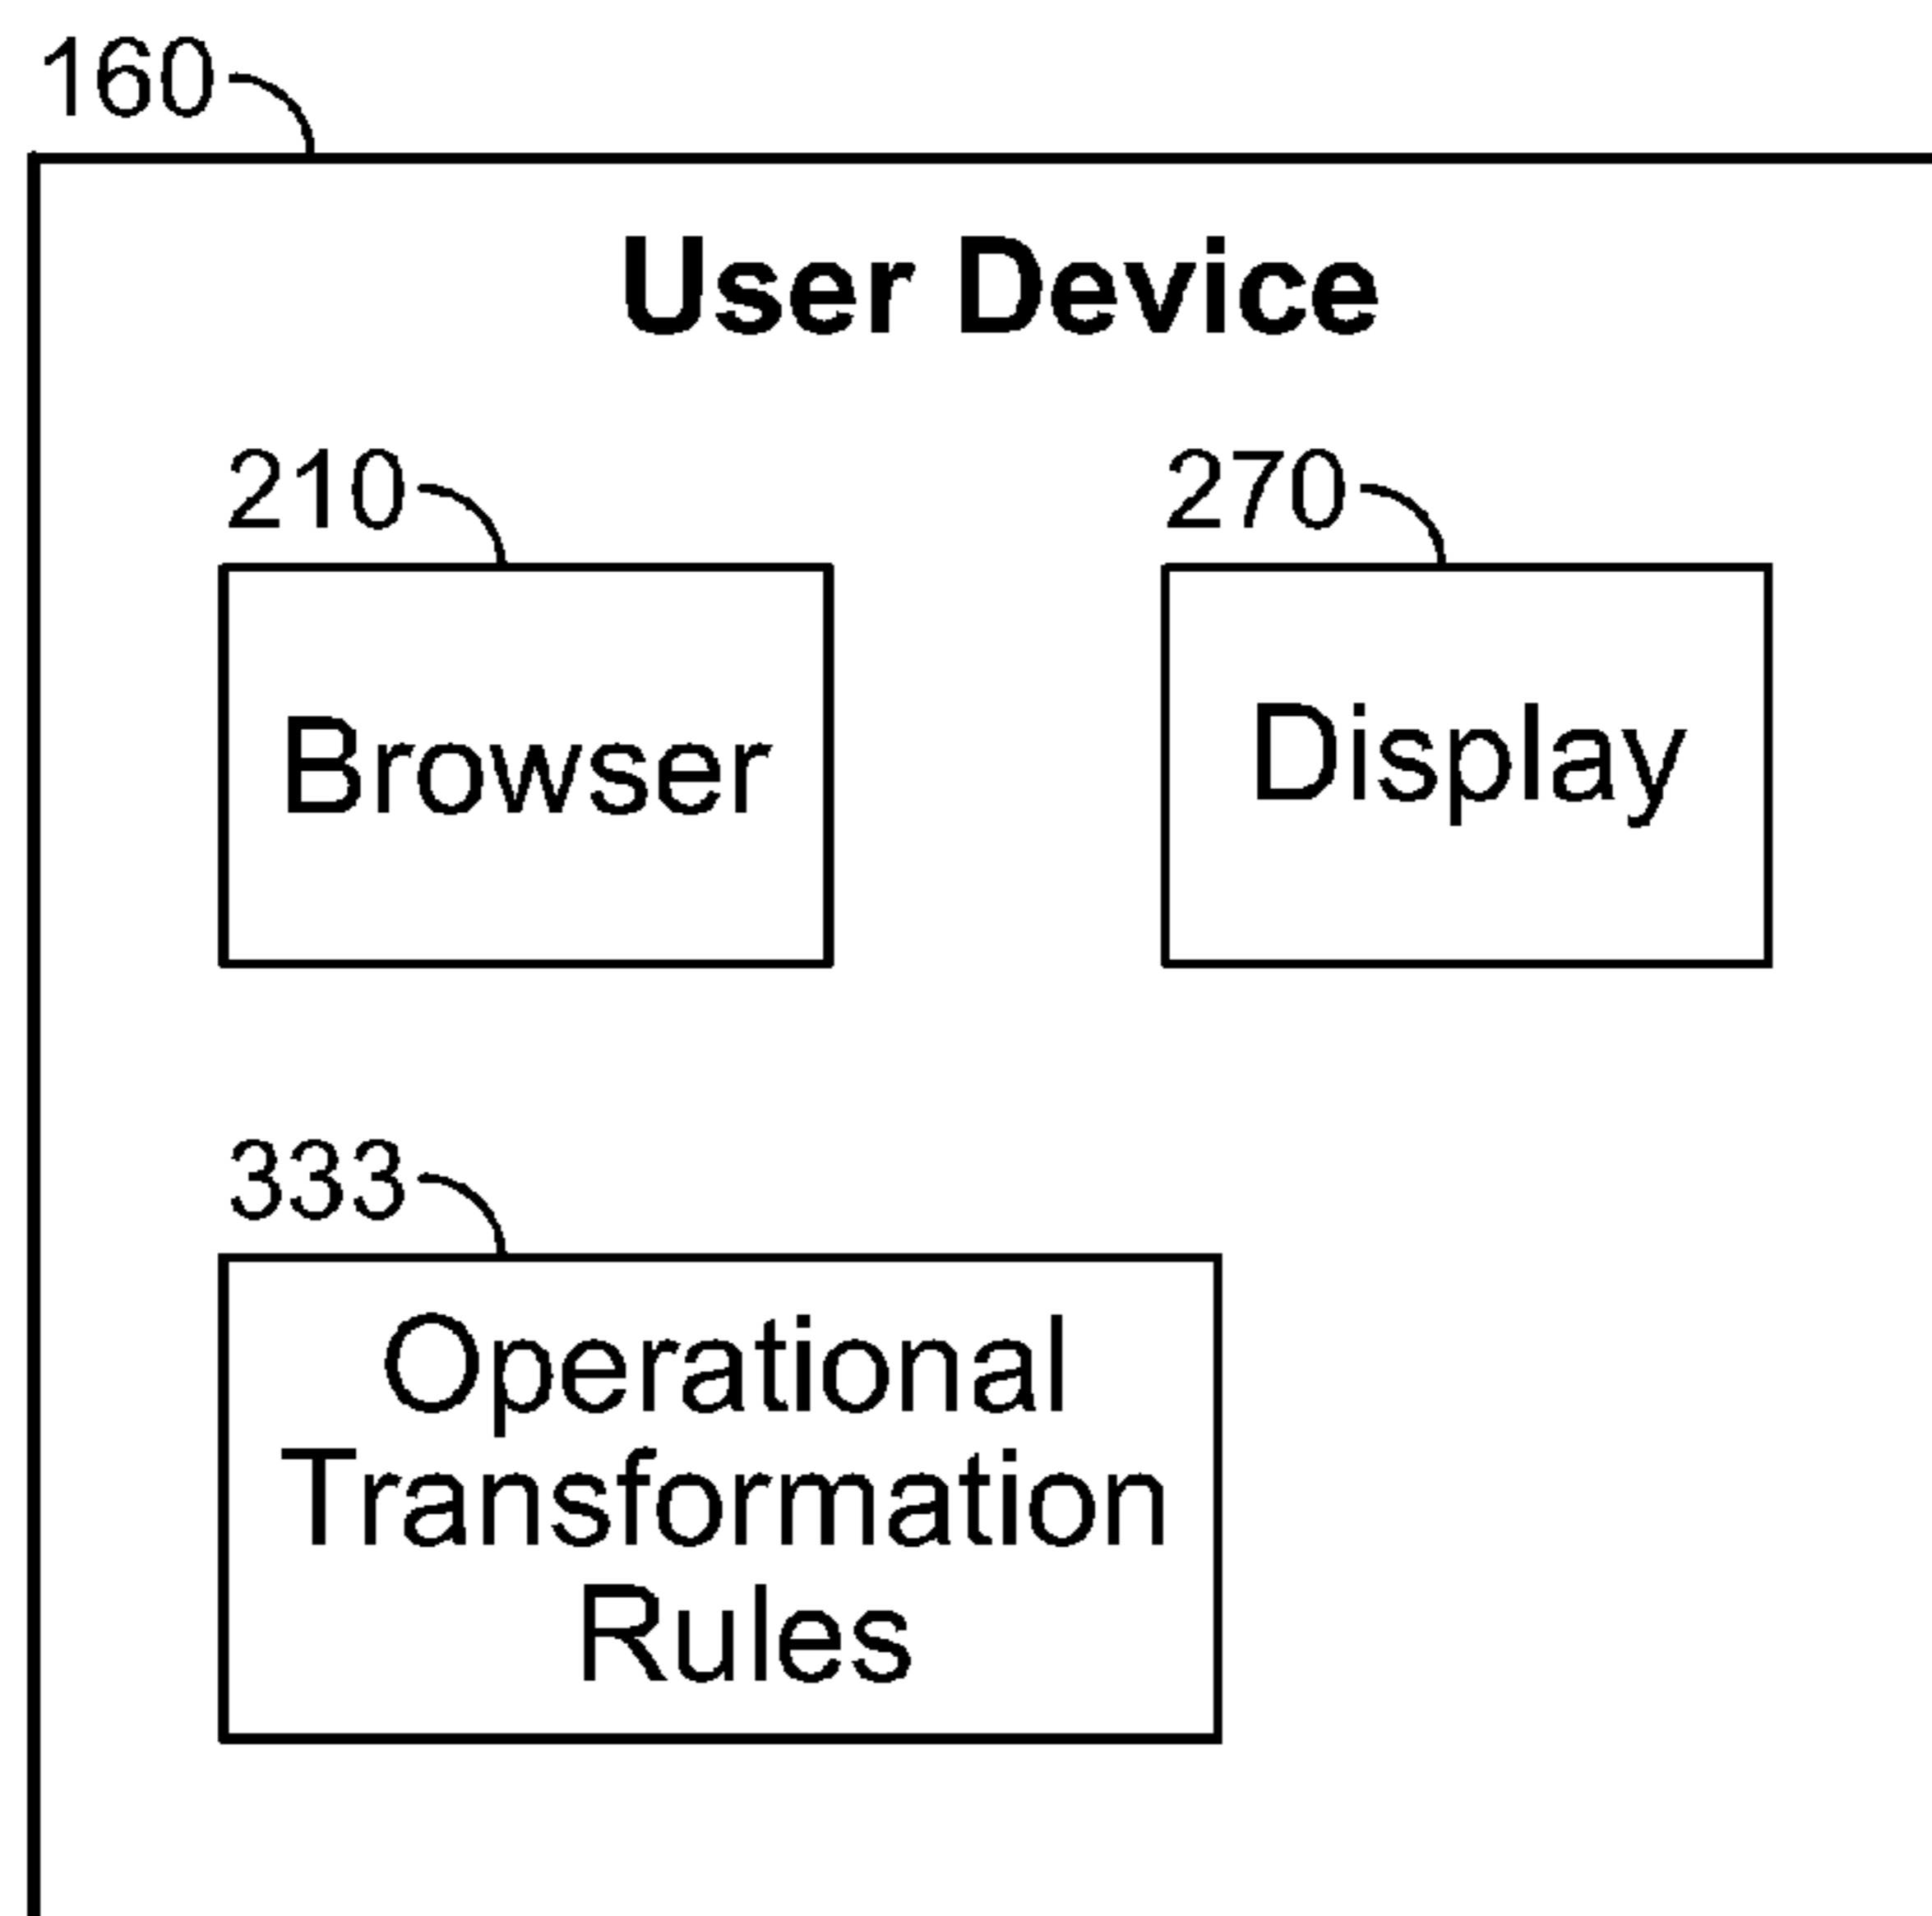 160
User Device
210
270
Browser
Display
333
Operational
Transformation
Rules